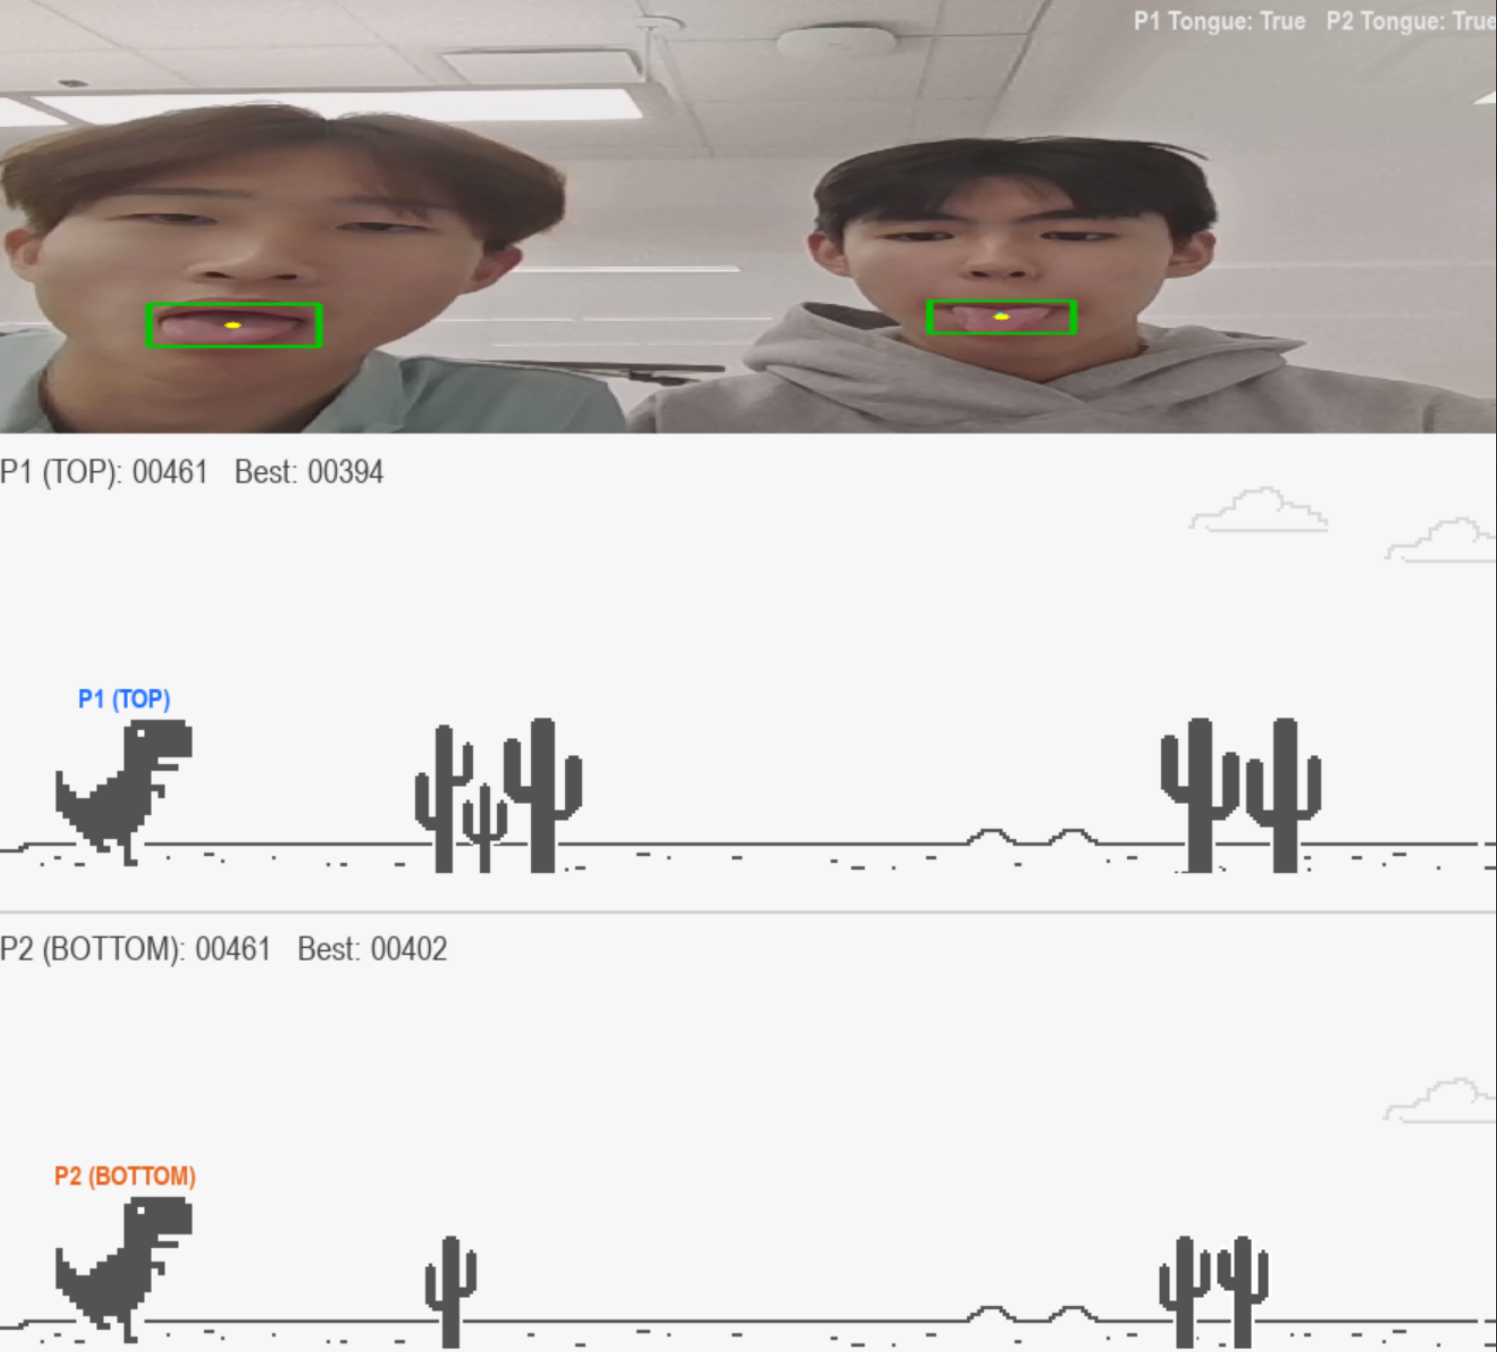 P1 Tongue: True P2 Tongue: True
P1 (TOP): 00461 Best: 00394
P1 (TOP)
P2 (BOTTOM): 00461 Best: 00402
P2 (BOTTOM)